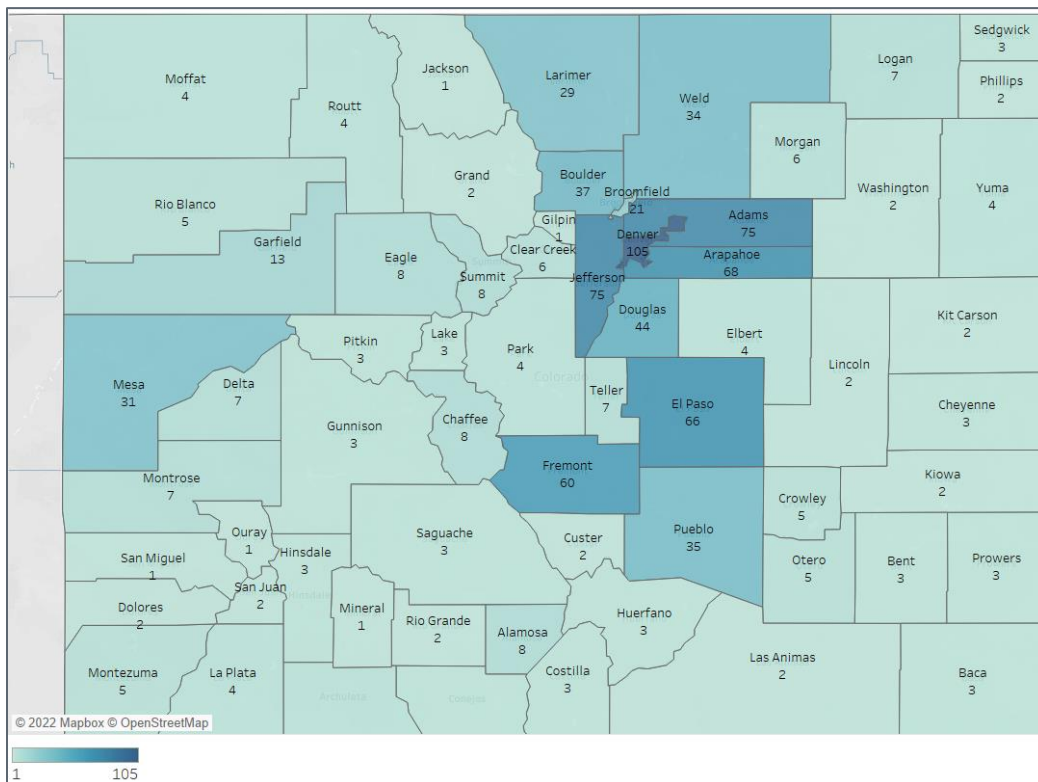 Moffat
4
Routt
4
Jackson
1
Larimer
29
Weld
34
Logan
7
Sedgwick
3
Phillips
2
Morgan
6
Washington
2
Yuma
4
Rio Blanco
5
Grand
2
Boulder
37
Broomfield
21
Gilpin
1
Adams
75
Denver
105
Arapahoe
68
Clear Creek
6
Jefferson
75
Garfield
13
Eagle
8
Summit
8
Douglas
44
Elbert
4
Kit Carson
2
Lincoln
2
Pitkin
3
Lake
3
Park
4
Colorado
Teller
7
El Paso
66
Cheyenne
3
Mesa
31
Delta
7
Gunnison
3
Chaffee
8
Fremont
60
Kiowa
2
Crowley
5
Montrose
7
Ouray
1
Hinsdale
3
Saguache
3
Custer
2
Pueblo
35
Otero
5
Bent
3
Prowers
3
San Miguel
1
San Juan
2
Hinsdale
Dolores
2
Mineral
1
Rio Grande
2
Alamosa
8
Huerfano
3
Montezuma
5
La Plata
4
Archuleta
Conejos
Costilla
3
Las Animas
2
Baca
3
© 2022 Mapbox © OpenStreetMap
1 105